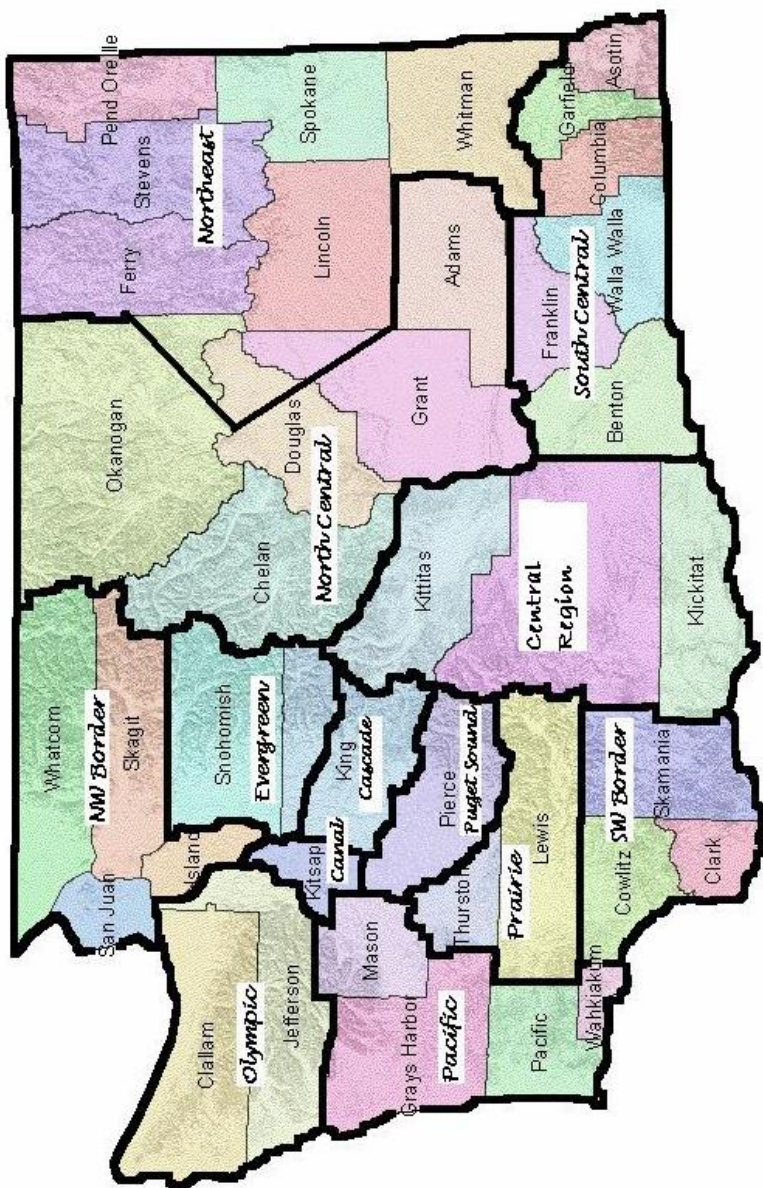 Whatcom
NW Border
San Juan
Pend Oreille
Okanogan
Skagit
Ferry
Stevens
Island
Clallam
Northeast
Snohomish
Olympic
Evergreen
Chelan
Jefferson
Douglas
Kitsap
Spokane
North Central
Lincoln
Canal
King
Cascade
Mason
Grays Harbor
Kittitas
Grant
Pierce
Pacific
Adams
Thurston
Puget Sound
Whitman
Prairie
Central
Region
Pacific
Lewis
Franklin
Garfield
South Central
Wahkiakum
Columbia
Cowlitz
SW Border
Benton
Walla Walla
Asotin
Skamania
Klickitat
Clark